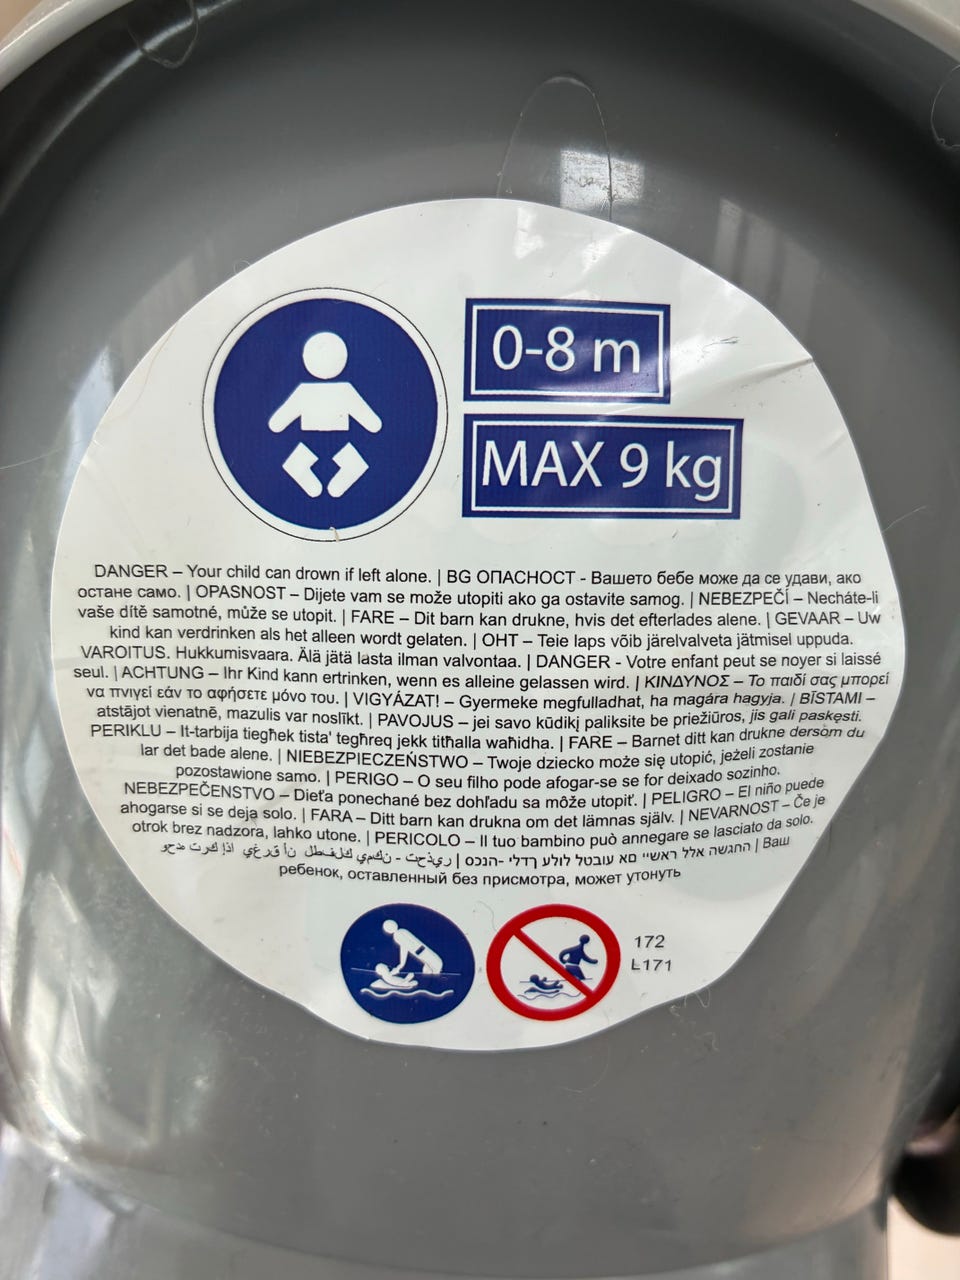 0-8 m
MAX 9 kg
DANGER – Your child can drown if left alone. | BG ОПАСНОСТ - Вашето бебе може да се удави, ако
остане само. | OPASNOST – Dijete vam se može utopiti ako ga ostavite samog. | NEBEZPEČÍ – Necháte-li
vaše dítě samotné, může se utopit. | FARE – Dit barn kan drukne, hvis det efterlades alene. | GEVAAR – Uw
kind kan verdrinken als het alleen wordt gelaten. | OHT – Teie laps võib järelvalveta jätmisel uppuda.
VAROITUS. Hukkumisvaara. Älä jätä lasta ilman valvontaa. | DANGER - Votre enfant peut se noyer si laissé
seul. | ACHTUNG – Ihr Kind kann ertrinken, wenn es alleine gelassen wird. | ΚΙΝΔΥΝΟΣ – Το παιδί σας μπορεί
να πνιγεί εάν το αφήσετε μόνο του. | VIGYÁZAT! – Gyermeke megfulladhat, ha magára hagyja. | BĪSTAMI –
atstājot vienatnē, mazulis var noslīkt. | PAVOJUS – jei savo kūdikį paliksite be priežiūros, jis gali paskęsti.
PERIKLU – It-tarbija tiegħek tista' tegħreq jekk titħalla waħidha. | FARE – Barnet ditt kan drukne dersom du
lar det bade alene. | NIEBEZPIECZEŃSTWO – Twoje dziecko może się utopić, jeżeli zostanie
pozostawione samo. | PERIGO – O seu filho pode afogar-se se for deixado sozinho.
NEBEZPEČENSTVO – Dieťa ponechané bez dohľadu sa môže utopiť. | PELIGRO – El niño puede
ahogarse si se deja solo. | FARA – Ditt barn kan drukna om det lämnas själv. | NEVARNOST – Če je
otrok brez nadzora, lahko utone. | PERICOLO – Il tuo bambino può annegare se lasciato da solo.
הנכס- ילדך עלול לטבוע אם יישאר ללא השגחה | Ваш
ребенок, оставленный без присмотра, может утонуть
172
L171